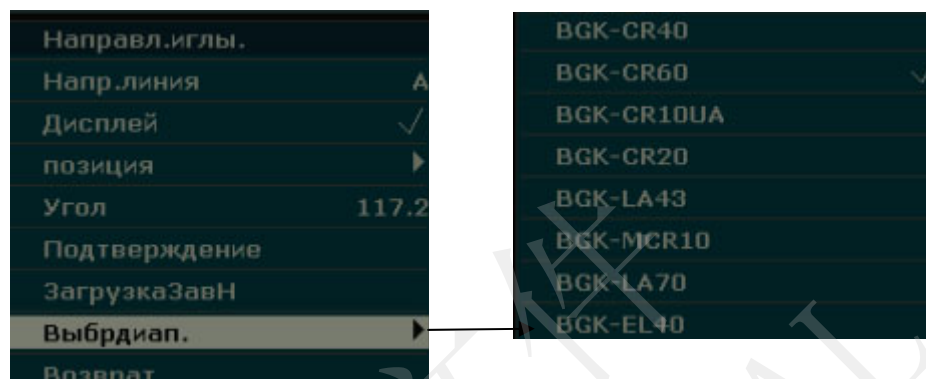 Направл.иглы.
Напр.линия A
Дисплей
позиция
Угол 117.2
Подтверждение
ЗагрузкаЗавН
Выбрдиап.
Возврат
BGK-CR40
BGK-CR60
BGK-CR10UA
BGK-CR20
BGK-LA43
BGK-MCR10
BGK-LA70
BGK-EL40